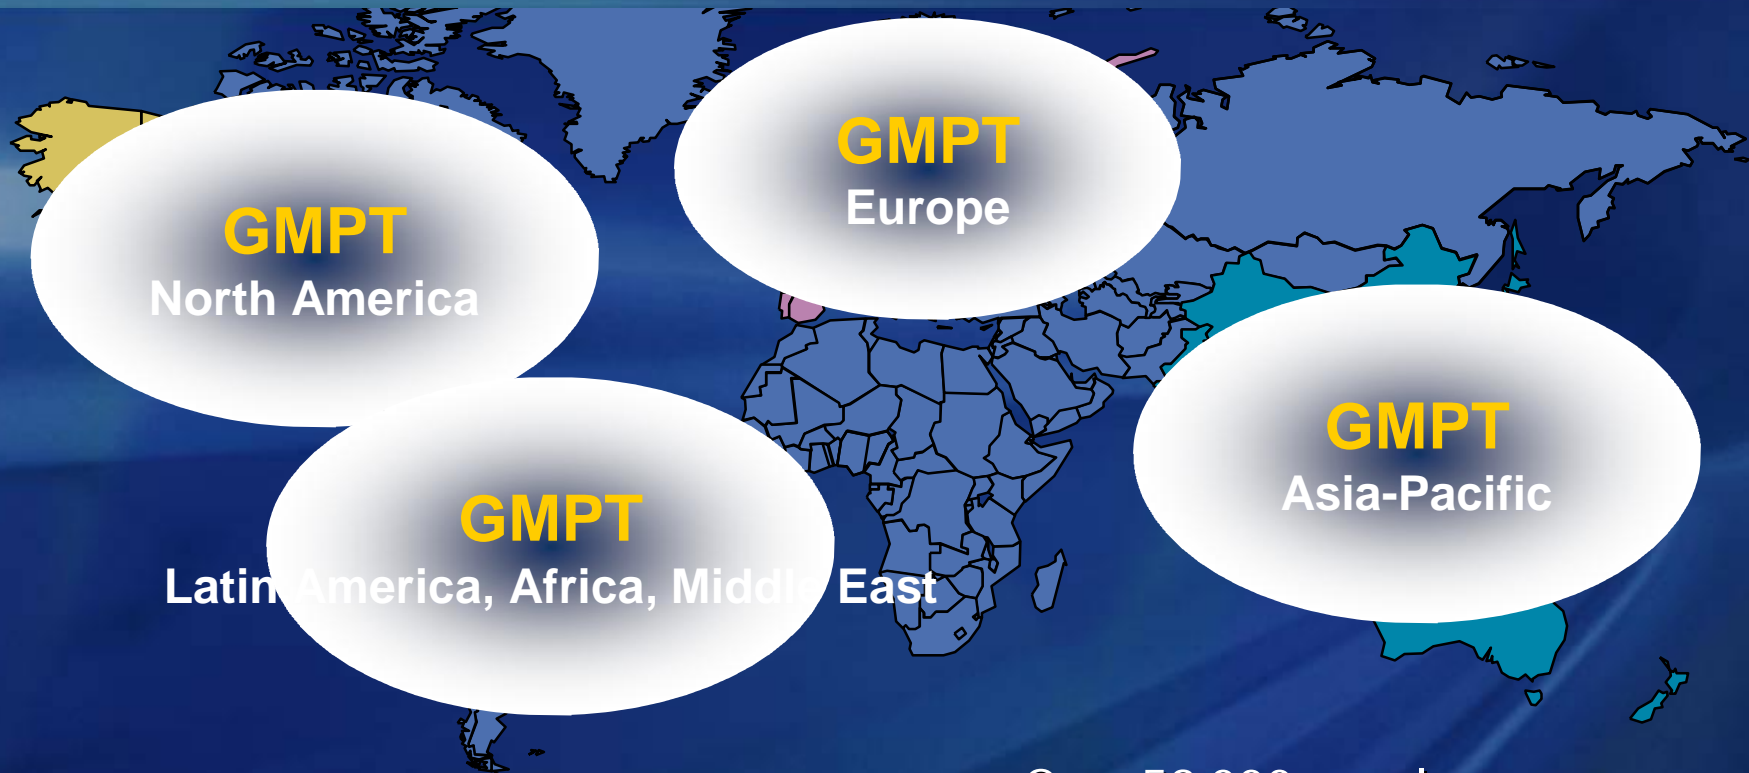 GMPT
Europe
GMPT
North America
GMPT
Asia-Pacific
GMPT
Latin America, Africa, Middle East